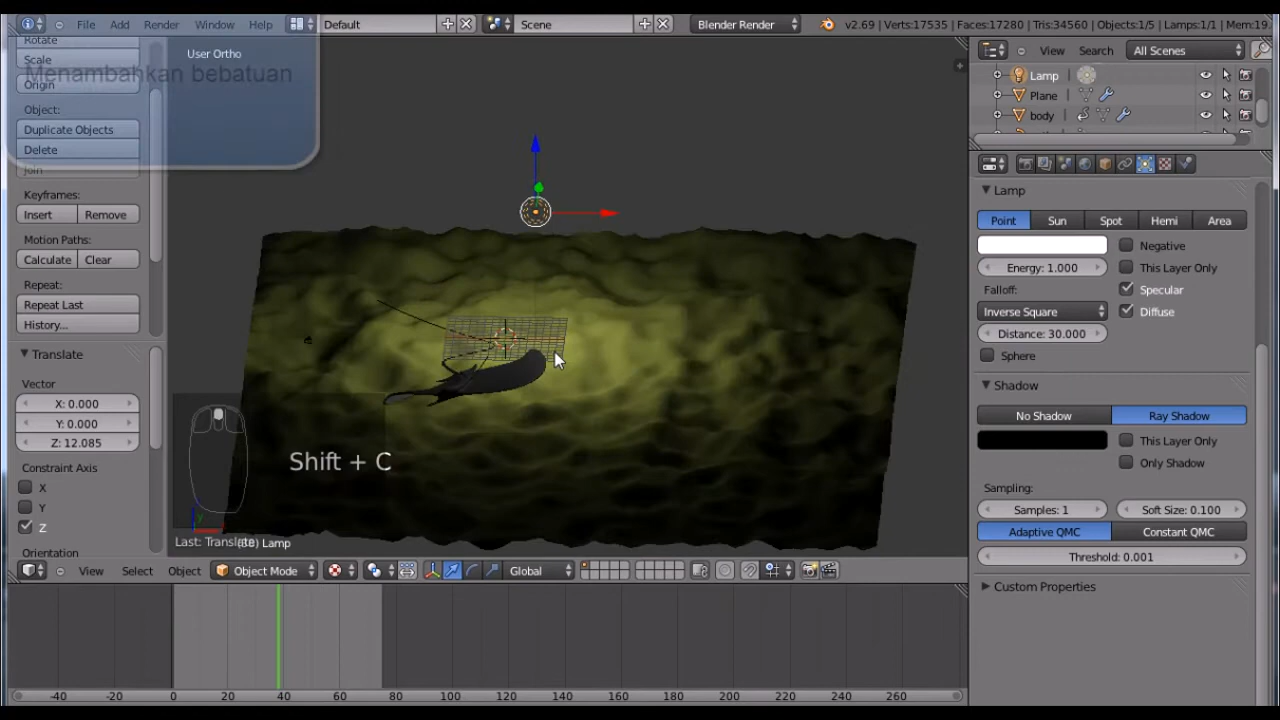 File Add Render Window Help Default Scene Blender Render v2.69 | Verts:17535 | Faces:17280 | Tris:34560 | Objects:1/5 | Lamps:1/1 | Mem:19.
Rotate
Scale
Origin
Menambahkan bebatuan
Object:
Duplicate Objects
Delete
Join
Keyframes:
Insert Remove
Motion Paths:
Calculate Clear
Repeat:
Repeat Last
History...
Translate
Vector
X: 0.000
Y: 0.000
Z: 12.085
Constraint Axis
X
Y
Z
Orientation
User Ortho
Shift + C
Last: Translate
Lamp
View Select Object Object Mode Global
-40 -20 0 20 40 60 80 100 120 140 160 180 200 220 240 260
View Search All Scenes
Lamp
Plane
body
Lamp
Point Sun Spot Hemi Area
Negative
Energy: 1.000 This Layer Only
Falloff: Specular
Inverse Square Diffuse
Distance: 30.000
Sphere
Shadow
No Shadow Ray Shadow
This Layer Only
Only Shadow
Sampling:
Samples: 1 Soft Size: 0.100
Adaptive QMC Constant QMC
Threshold: 0.001
Custom Properties